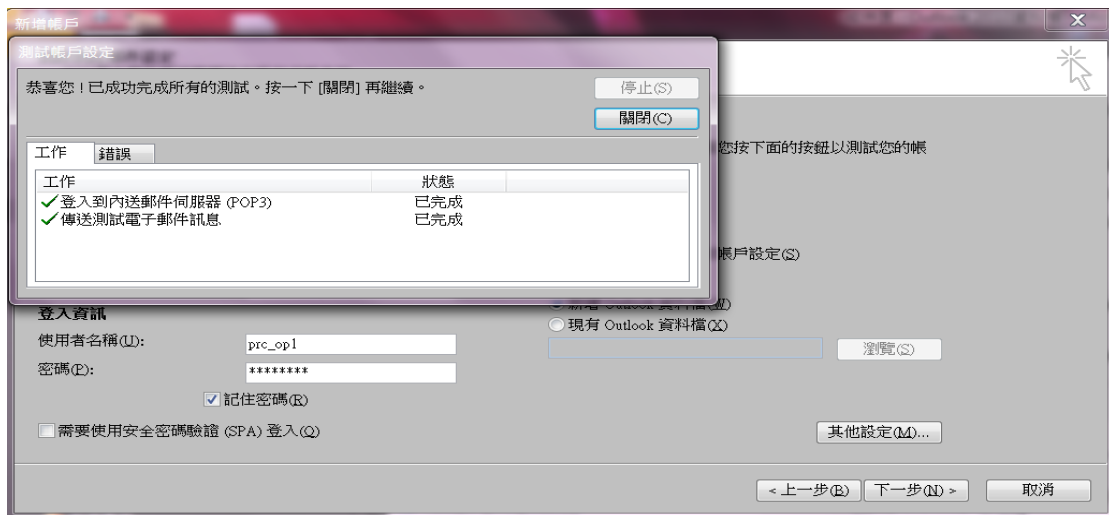 新增帳戶
測試帳戶設定
恭喜您！已成功完成所有的測試。按一下 [關閉] 再繼續。
停止(S)
關閉(C)
您按下面的按鈕以測試您的帳
工作 錯誤
工作 狀態
登入到內送郵件伺服器 (POP3) 已完成
傳送測試電子郵件訊息 已完成
帳戶設定(S)
登入資訊
新增 Outlook 資料檔(W)
現有 Outlook 資料檔(X)
使用者名稱(U): prc_op1
瀏覽(S)
密碼(P): ********
記住密碼(R)
需要使用安全密碼驗證 (SPA) 登入(Q)
其他設定(M)...
< 上一步(B) 下一步(N) > 取消